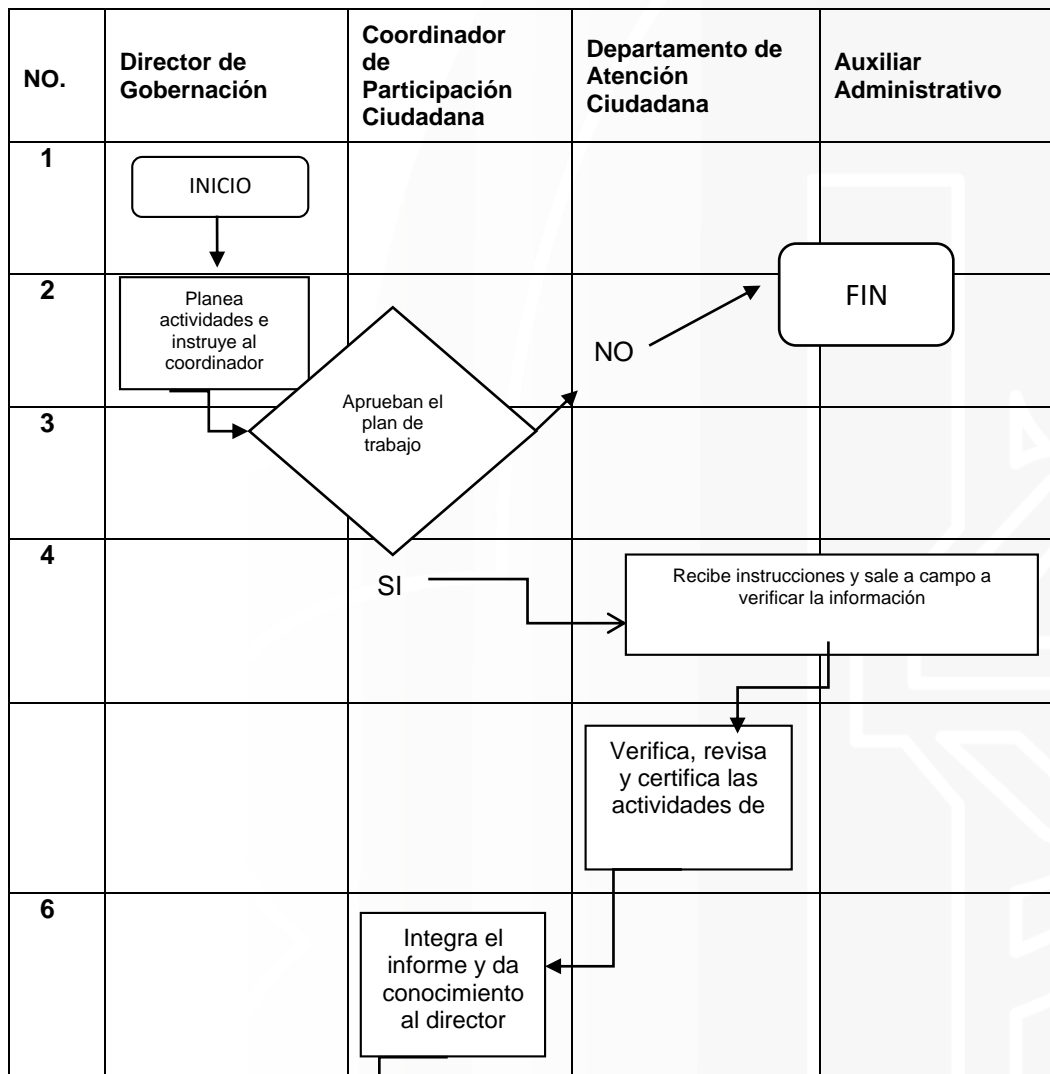 NO.
Director de
Gobernación
Coordinador
de
Participación
Ciudadana
Departamento de
Atención
Ciudadana
Auxiliar
Administrativo
1
INICIO
2
Planea
actividades e
instruye al
coordinador
FIN
NO
3
Aprueban el
plan de
trabajo
4
SI
Recibe instrucciones y sale a campo a
verificar la información
Verifica, revisa
y certifica las
actividades de
6
Integra el
informe y da
conocimiento
al director